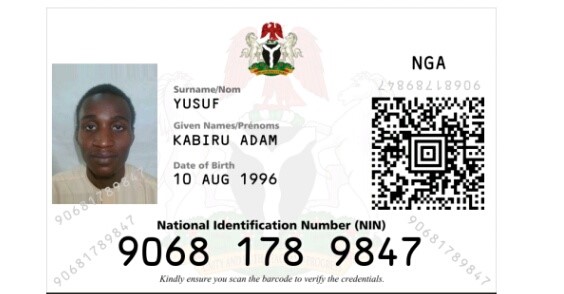 NGA
90681789847
Surname/Nom
YUSUF
Given Names/Prénoms
KABIRU ADAM
Date of Birth
10 AUG 1996
90681789847
90681789847
90681789847
National Identification Number (NIN)
9068 178 9847
Kindly ensure you scan the barcode to verify the credentials.